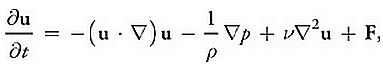 ∂u/∂t = −(u · ∇)u − 1/ρ ∇p + ν∇²u + F,